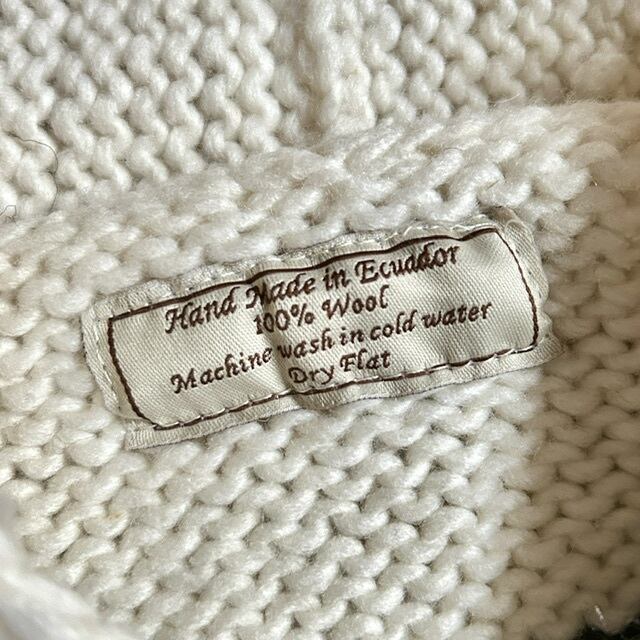 Hand Made in Ecuador
100% Wool
Machine wash in cold water
Dry Flat